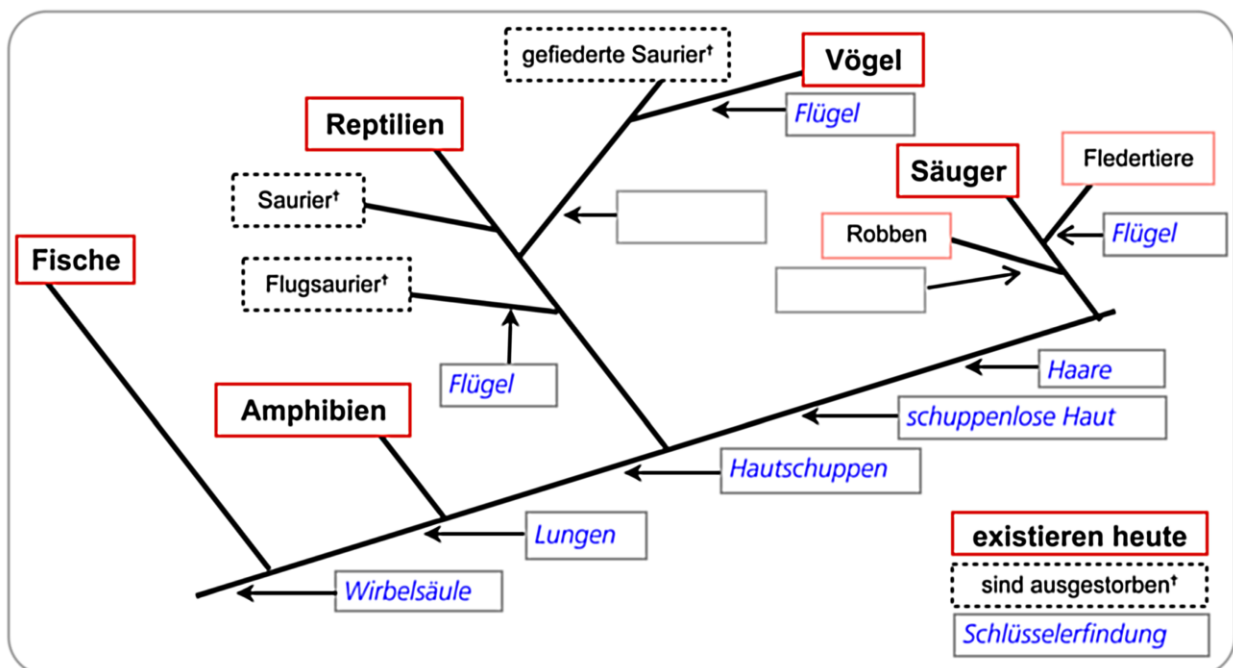 gefiederte Saurier†
Vögel
Flügel
Reptilien
Fledertiere
Säuger
Saurier†
Robben
Flügel
Fische
Flugsaurier†
Haare
Flügel
Amphibien
schuppenlose Haut
Hautschuppen
Lungen
existieren heute
sind ausgestorben†
Wirbelsäule
Schlüsselerfindung